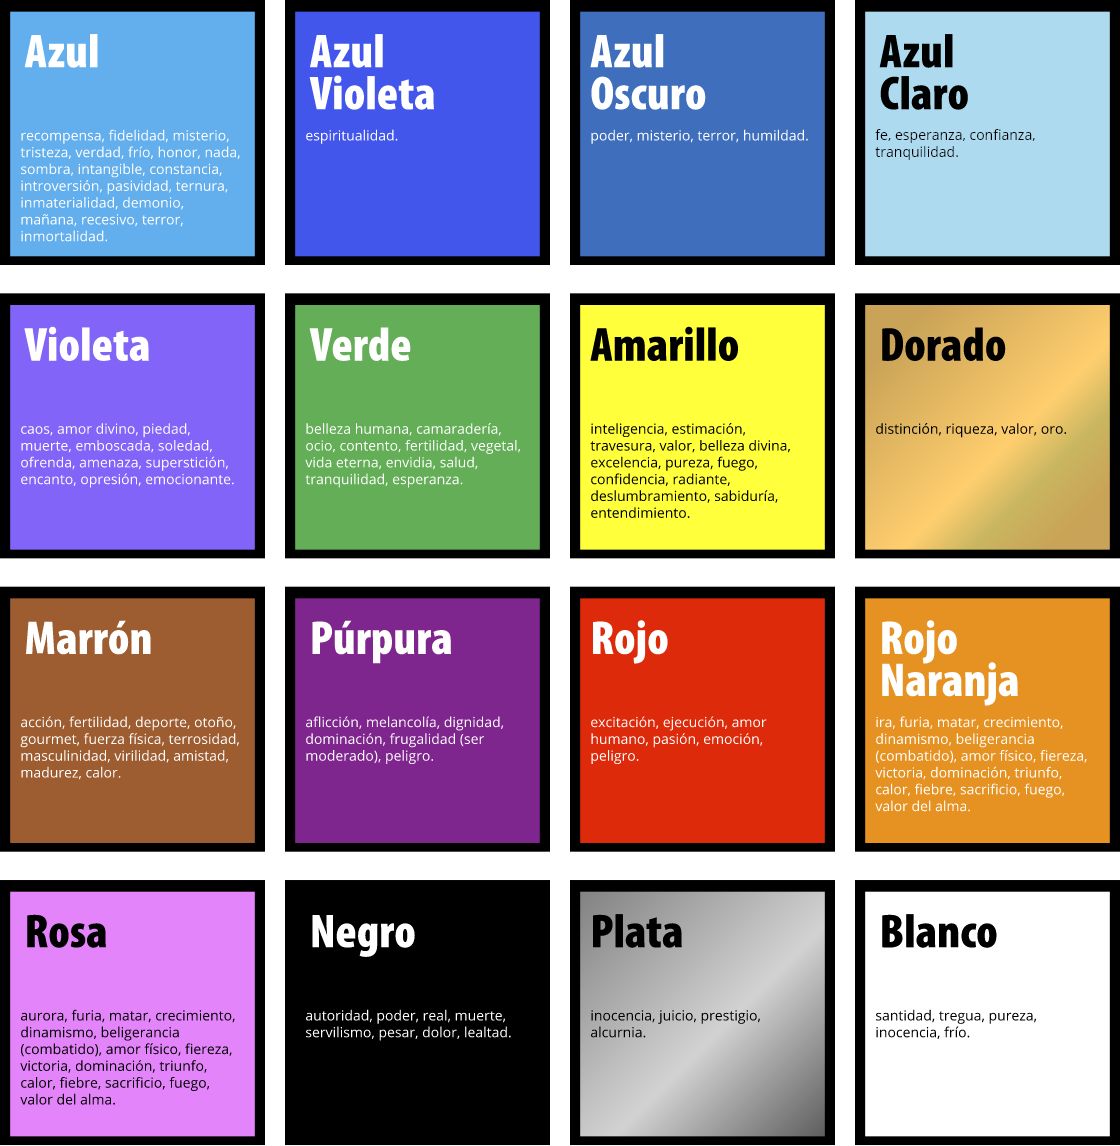 Azul
recompensa, fidelidad, misterio,
tristeza, verdad, frío, honor, nada,
sombra, intangible, constancia,
introversión, pasividad, ternura,
inmaterialidad, demonio,
mañana, recesivo, terror,
inmortalidad.
Azul
Violeta
espiritualidad.
Azul
Oscuro
poder, misterio, terror, humildad.
Azul
Claro
fe, esperanza, confianza,
tranquilidad.
Violeta
caos, amor divino, piedad,
muerte, emboscada, soledad,
ofrenda, amenaza, superstición,
encanto, opresión, emocionante.
Verde
belleza humana, camaradería,
ocio, contento, fertilidad, vegetal,
vida eterna, envidia, salud,
tranquilidad, esperanza.
Amarillo
inteligencia, estimación,
travesura, valor, belleza divina,
excelencia, pureza, fuego,
confidencia, radiante,
deslumbramiento, sabiduría,
entendimiento.
Dorado
distinción, riqueza, valor, oro.
Marrón
acción, fertilidad, deporte, otoño,
gourmet, fuerza física, terrosidad,
masculinidad, virilidad, amistad,
madurez, calor.
Púrpura
aflicción, melancolía, dignidad,
dominación, frugalidad (ser
moderado), peligro.
Rojo
excitación, ejecución, amor
humano, pasión, emoción,
peligro.
Rojo
Naranja
ira, furia, matar, crecimiento,
dinamismo, beligerancia
(combatido), amor físico, fiereza,
victoria, dominación, triunfo,
calor, fiebre, sacrificio, fuego,
valor del alma.
Rosa
aurora, furia, matar, crecimiento,
dinamismo, beligerancia
(combatido), amor físico, fiereza,
victoria, dominación, triunfo,
calor, fiebre, sacrificio, fuego,
valor del alma.
Negro
autoridad, poder, real, muerte,
servilismo, pesar, dolor, lealtad.
Plata
inocencia, juicio, prestigio,
alcurnia.
Blanco
santidad, tregua, pureza,
inocencia, frío.